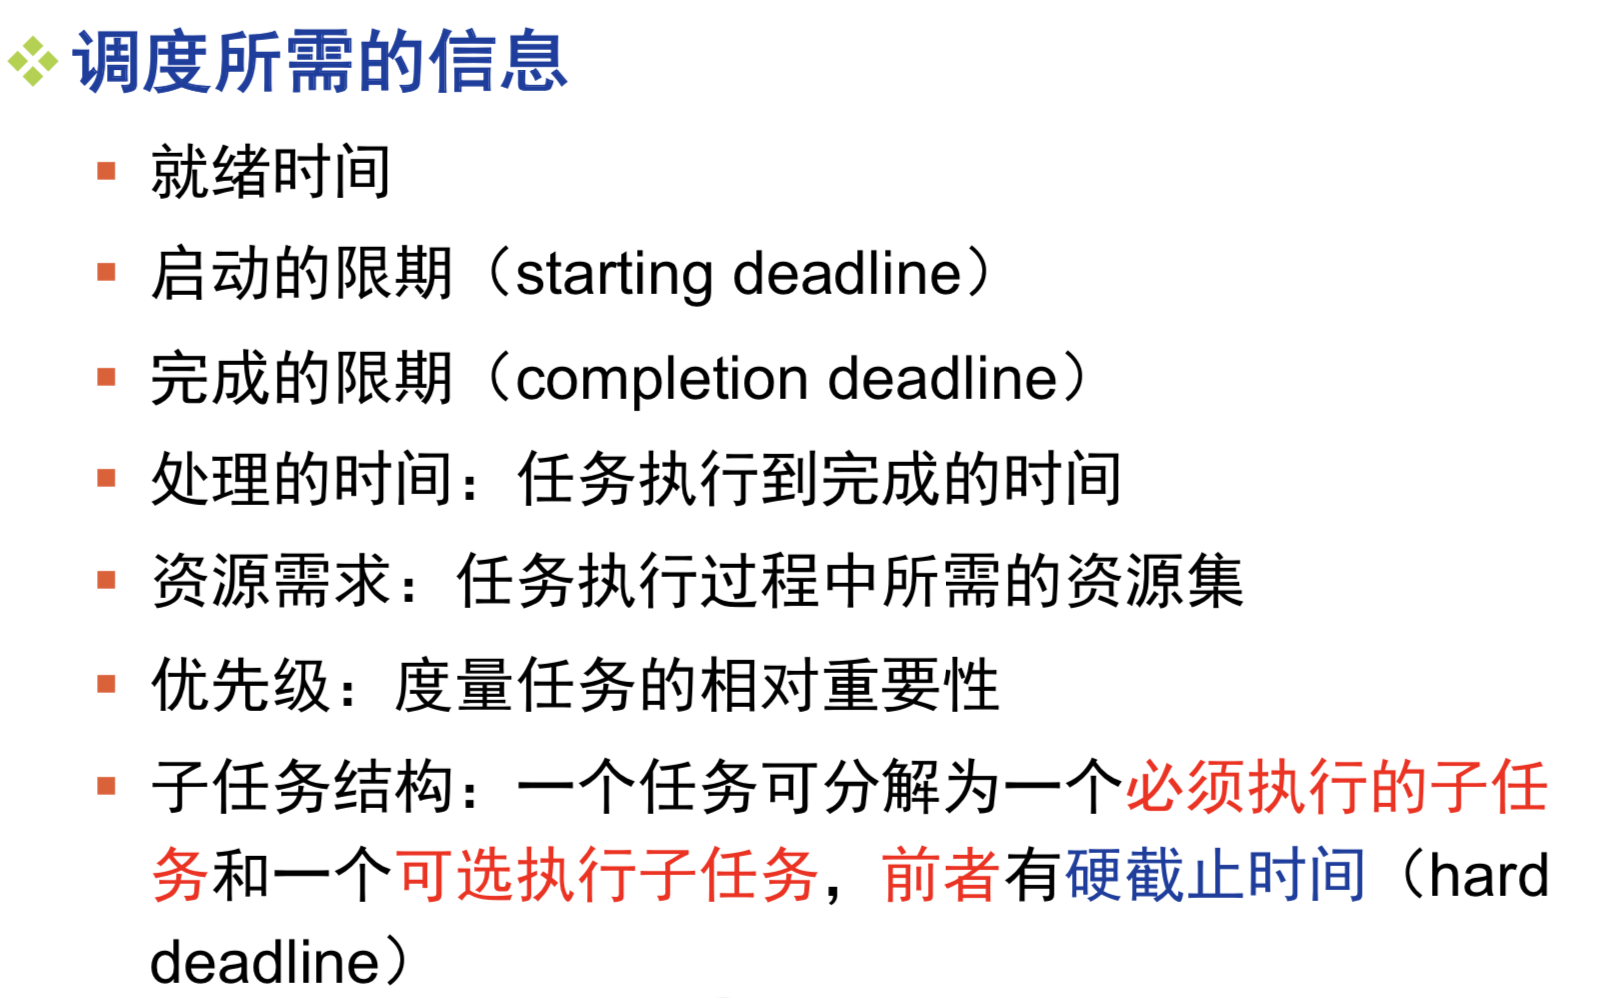 调度所需的信息
就绪时间
启动的限期（starting deadline）
完成的限期（completion deadline）
处理的时间：任务执行到完成的时间
资源需求：任务执行过程中所需的资源集
优先级：度量任务的相对重要性
子任务结构：一个任务可分解为一个必须执行的子任
务和一个可选执行子任务，前者有硬截止时间（hard
deadline）